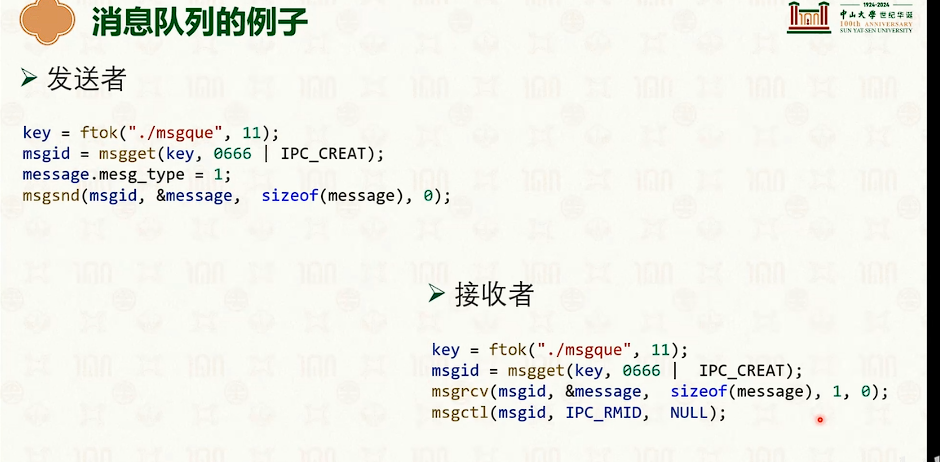 消息队列的例子
1924-2024
中山大学 世纪华诞
100th ANNIVERSARY
SUN YAT-SEN UNIVERSITY
发送者
key = ftok("./msgque", 11);
msgid = msgget(key, 0666 | IPC_CREAT);
message.mesg_type = 1;
msgsnd(msgid, &message, sizeof(message), 0);
接收者
key = ftok("./msgque", 11);
msgid = msgget(key, 0666 | IPC_CREAT);
msgrcv(msgid, &message, sizeof(message), 1, 0);
msgctl(msgid, IPC_RMID, NULL);